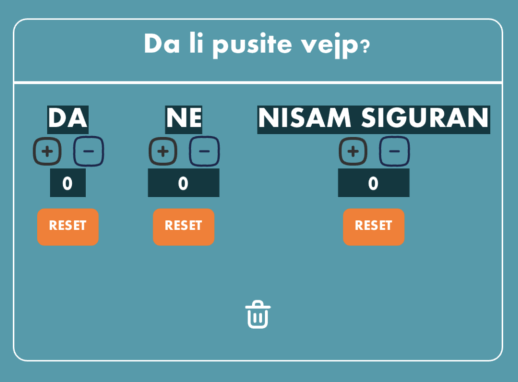 Da li pusite vejp?
DA NE NISAM SIGURAN
+ − + − + −
0 0 0
RESET RESET RESET